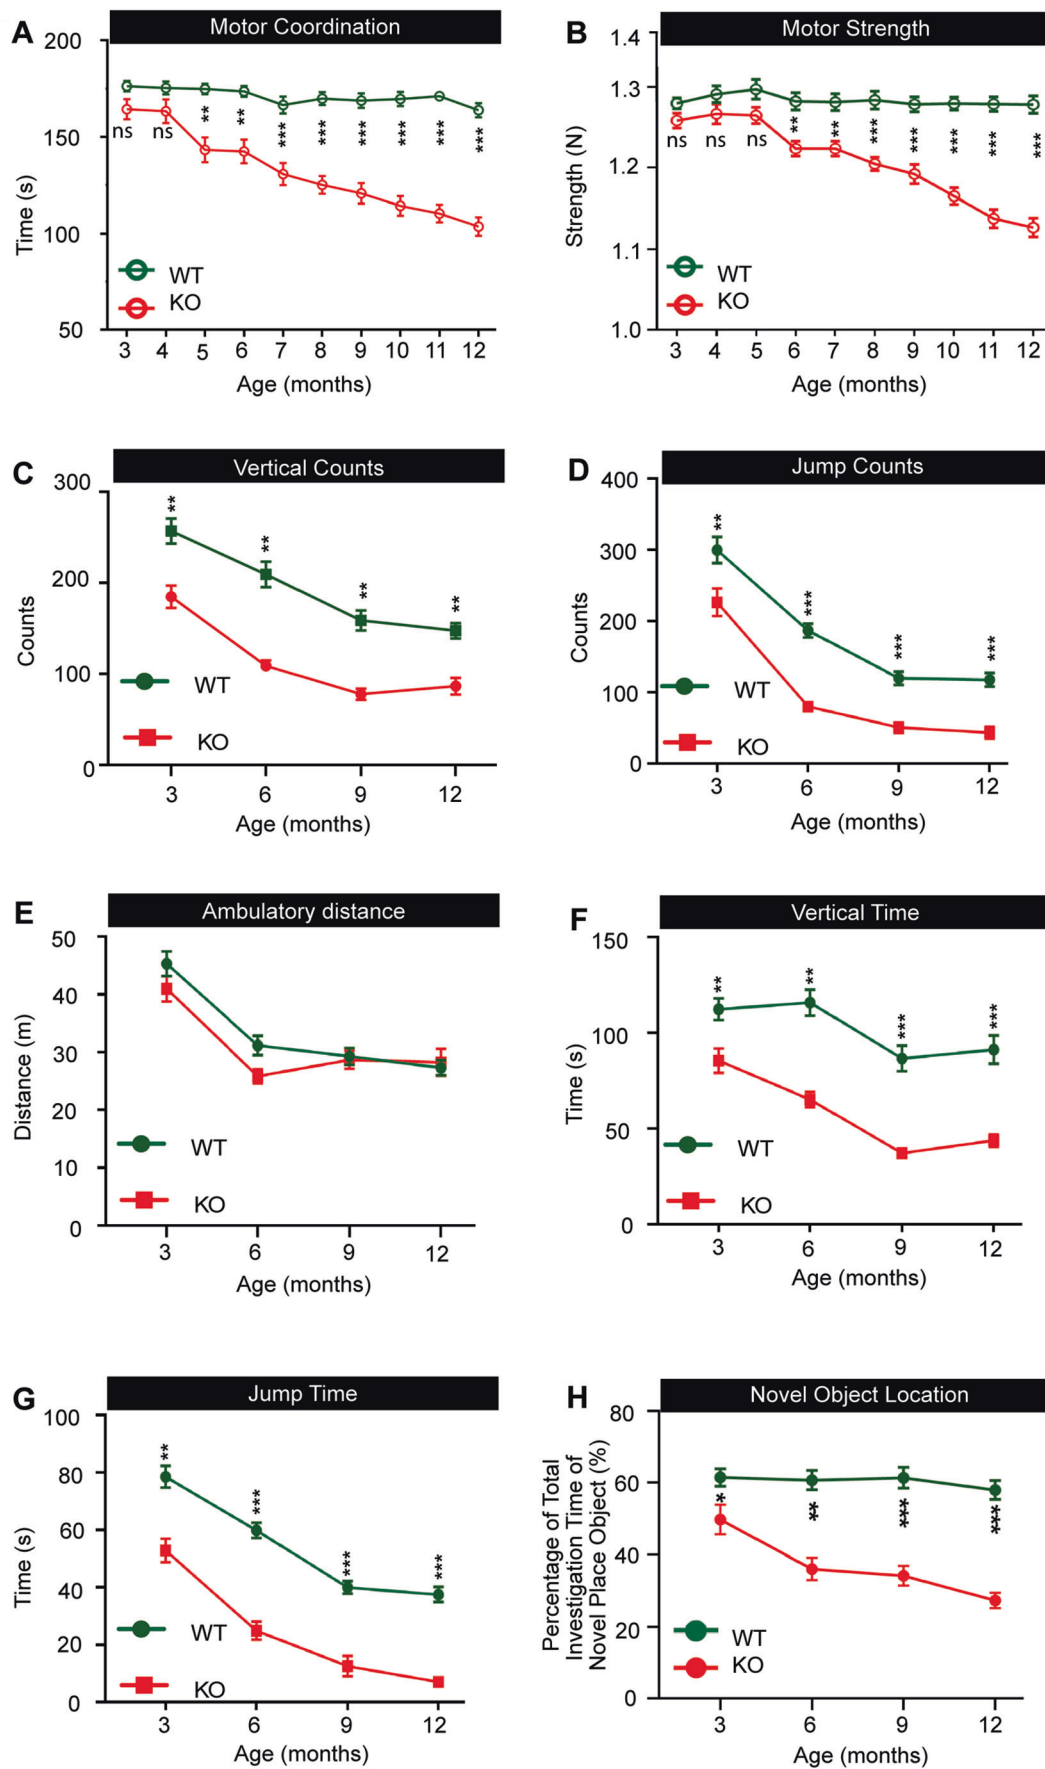 A
Motor Coordination
200
150
100
50
Time (s)
ns
ns
**
**
***
***
***
***
***
***
WT
KO
3 4 5 6 7 8 9 10 11 12
Age (months)
B
Motor Strength
1.4
1.3
1.2
1.1
1.0
Strength (N)
ns
ns
ns
**
**
***
***
***
***
***
WT
KO
3 4 5 6 7 8 9 10 11 12
Age (months)
C
Vertical Counts
300
200
100
0
Counts
**
**
**
**
WT
KO
3 6 9 12
Age (months)
D
Jump Counts
400
300
200
100
0
Counts
**
***
***
***
WT
KO
3 6 9 12
Age (months)
E
Ambulatory distance
50
40
30
20
10
0
Distance (m)
WT
KO
3 6 9 12
Age (months)
F
Vertical Time
150
100
50
0
Time (s)
**
**
***
***
WT
KO
3 6 9 12
Age (months)
G
Jump Time
100
80
60
40
20
0
Time (s)
**
***
***
***
WT
KO
3 6 9 12
Age (months)
H
Novel Object Location
80
60
40
20
0
Percentage of Total
Investigation Time of
Novel Place Object (%)
*
**
***
***
WT
KO
3 6 9 12
Age (months)